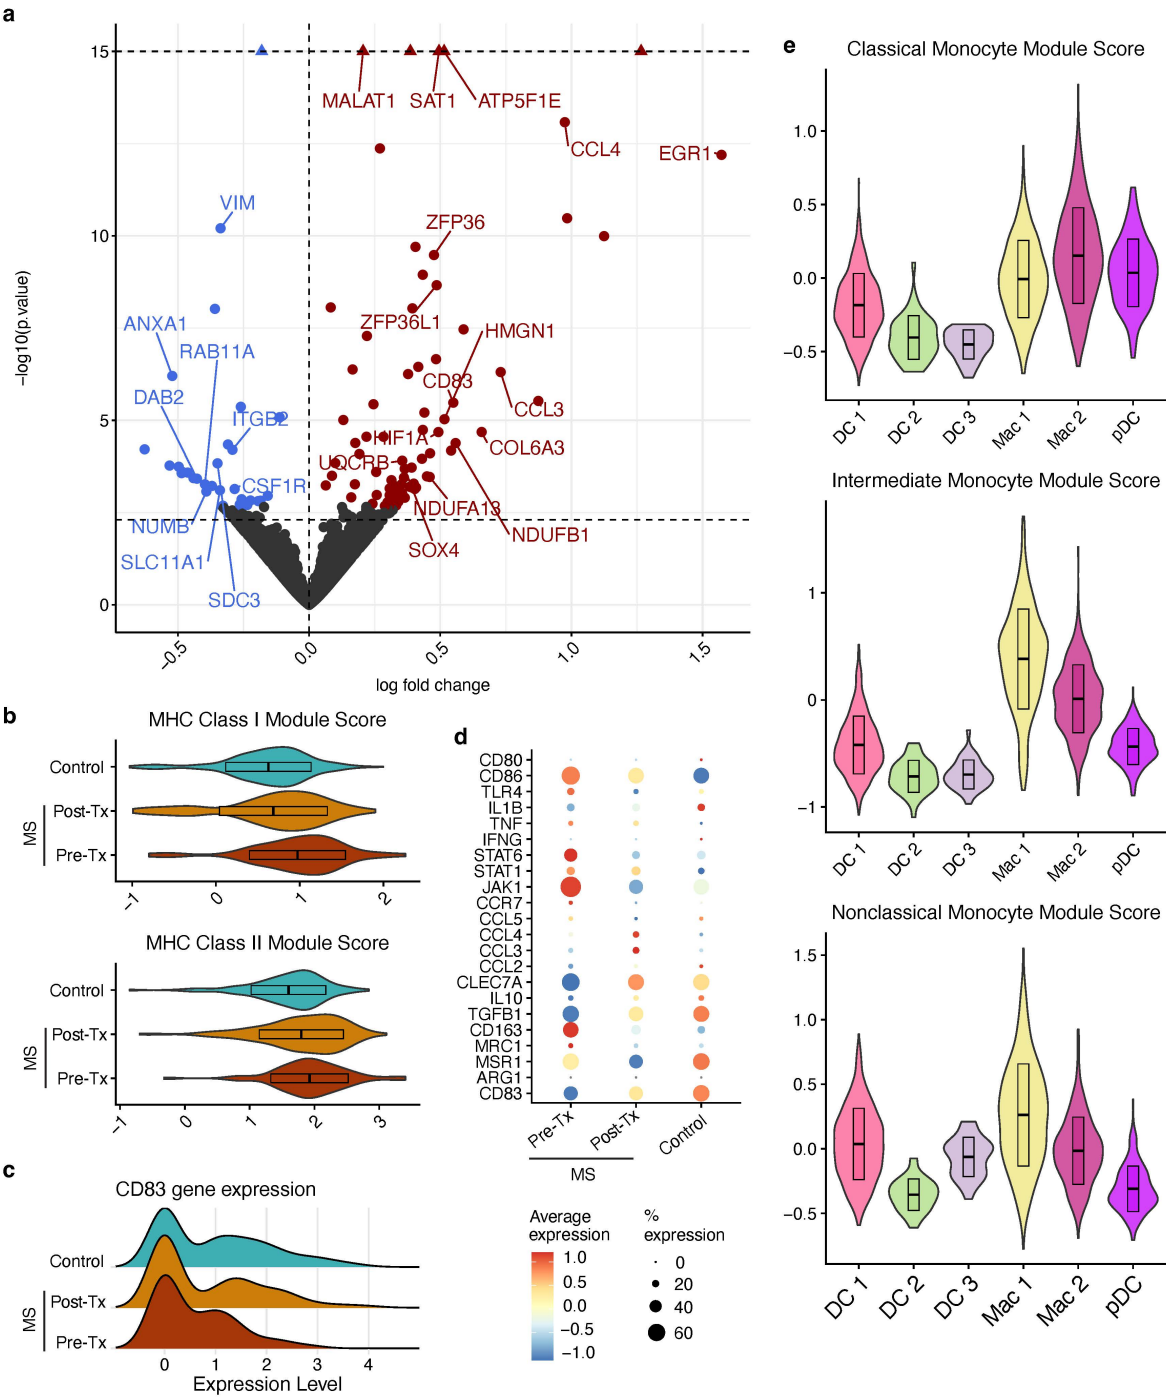 a
15
10
5
0
−log10(p.value)
MALAT1
SAT1
ATP5F1E
CCL4
EGR1
VIM
ZFP36
ANXA1
RAB11A
ZFP36L1
HMGN1
DAB2
CD83
ITGB2
CCL3
HIF1A
COL6A3
UQCRB
CSF1R
NDUFA13
NUMB
NDUFB1
SLC11A1
SOX4
SDC3
−0.5
0.0
0.5
1.0
1.5
log fold change
b
MHC Class I Module Score
Control
Post-Tx
Pre-Tx
MS
-1
0
1
2
MHC Class II Module Score
Control
Post-Tx
Pre-Tx
MS
-1
0
1
2
3
c
CD83 gene expression
Control
Post-Tx
Pre-Tx
MS
0 1 2 3 4
Expression Level
d
CD80
CD86
TLR4
IL1B
TNF
IFNG
STAT6
STAT1
JAK1
CCR7
CCL5
CCL4
CCL3
CCL2
CLEC7A
IL10
TGFB1
CD163
MRC1
MSR1
ARG1
CD83
Pre-Tx
Post-Tx
Control
MS
Average
expression
1.0
0.5
0.0
−0.5
−1.0
%
expression
0
20
40
60
e
Classical Monocyte Module Score
1.0
0.5
0.0
−0.5
DC 1
DC 2
DC 3
Mac 1
Mac 2
pDC
Intermediate Monocyte Module Score
1
0
−1
DC 1
DC 2
DC 3
Mac 1
Mac 2
pDC
Nonclassical Monocyte Module Score
1.5
1.0
0.5
0.0
−0.5
DC 1
DC 2
DC 3
Mac 1
Mac 2
pDC